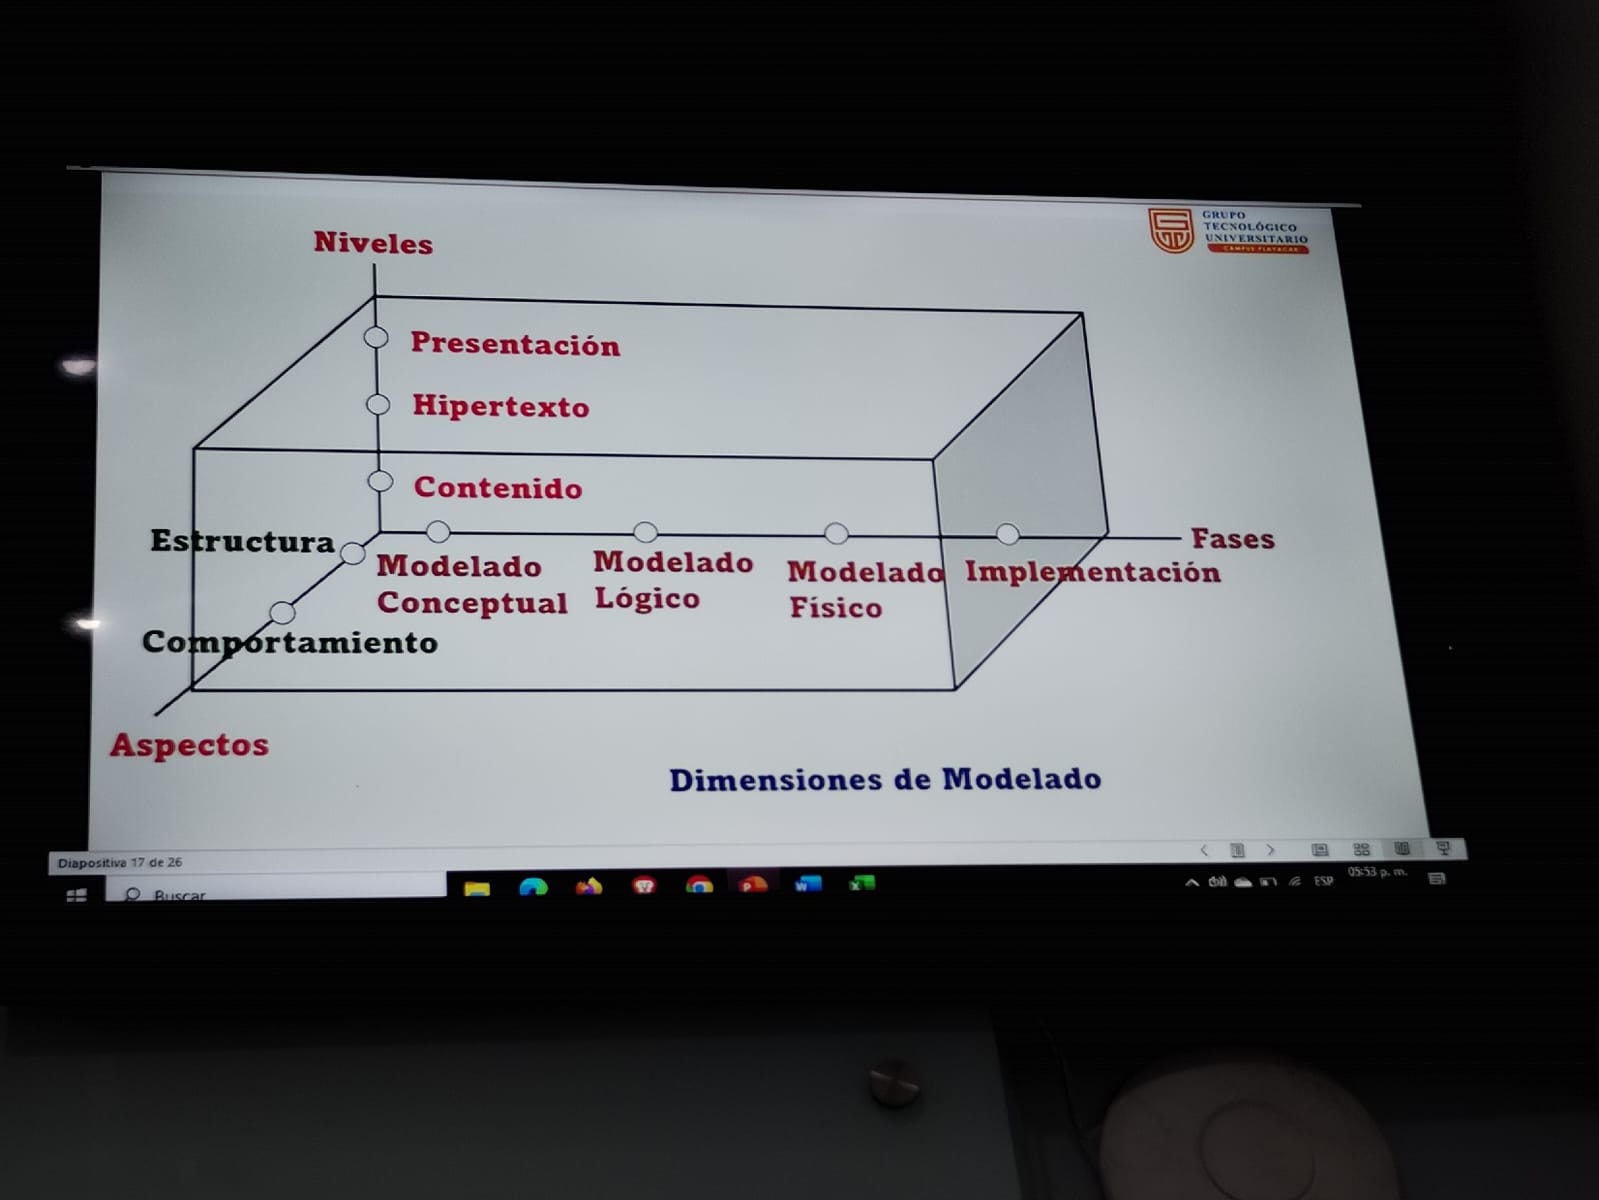 GRUPO
TECNOLÓGICO
UNIVERSITARIO
CAMPUS PLAYACAR
Niveles
Presentación
Hipertexto
Contenido
Estructura
Fases
Modelado
Conceptual
Modelado
Lógico
Modelado
Físico
Implementación
Comportamiento
Aspectos
Dimensiones de Modelado
Diapositiva 17 de 26
Buscar
ESP
05:53 p. m.